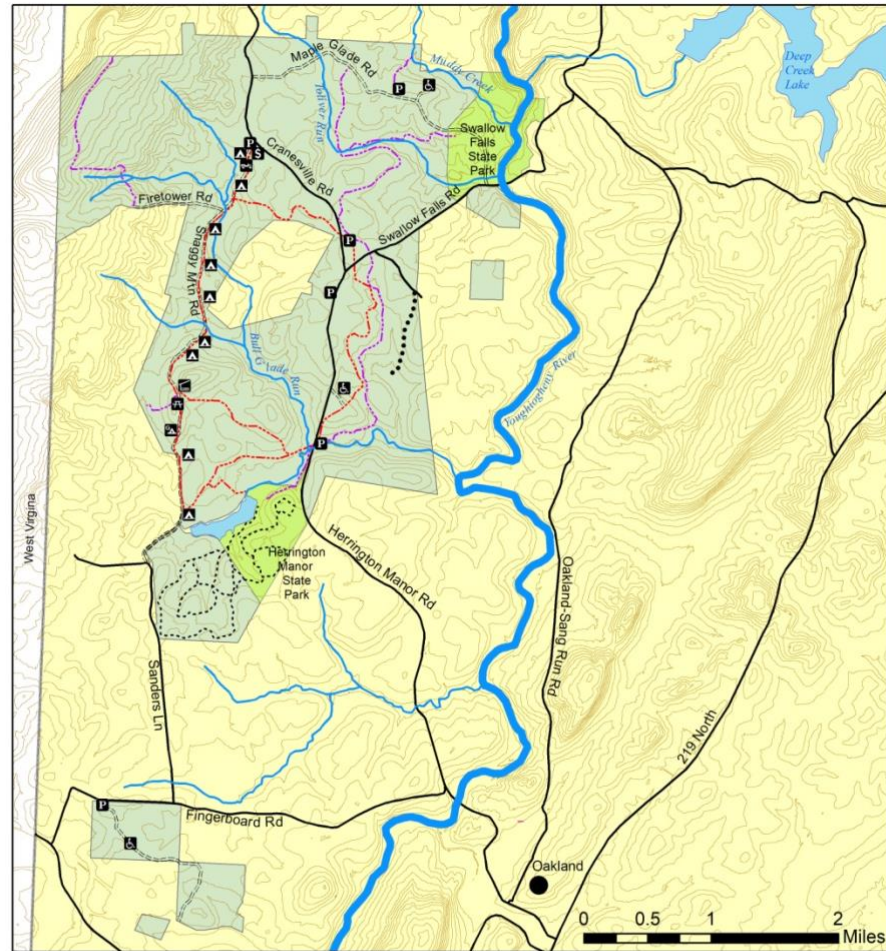 Maple Glade Rd
Toliver Run
Muddy Creek
Deep
Creek
Lake
P
P
$
Cranesville Rd
Swallow
Falls
State
Park
Firetower Rd
Swallow Falls Rd
Snaggy Mtn Rd
P
P
Bull Glade Run
Youghiogheny River
P
West Virgina
Herrington
Manor
State
Park
Herrington Manor Rd
Oakland-Sang Run Rd
Sanders Ln
219 North
P
Fingerboard Rd
Oakland
0 0.5 1 2
Miles